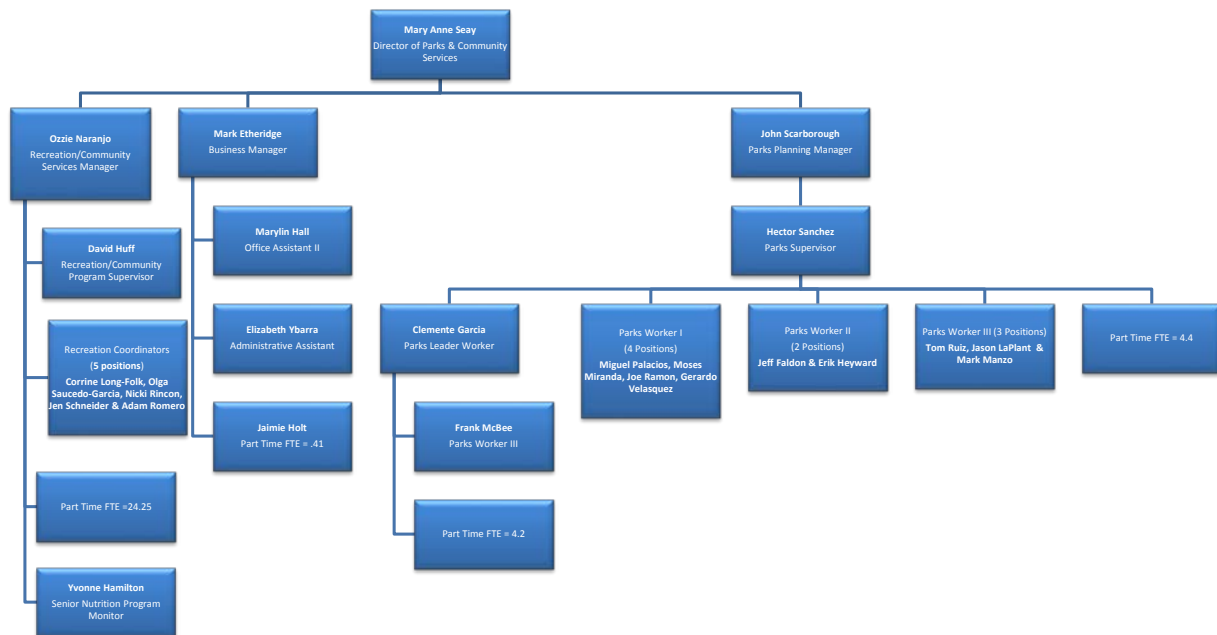 Mary Anne Seay
Director of Parks & Community
Services
Ozzie Naranjo
Recreation/Community
Services Manager
Mark Etheridge
Business Manager
John Scarborough
Parks Planning Manager
David Huff
Recreation/Community
Program Supervisor
Marylin Hall
Office Assistant II
Hector Sanchez
Parks Supervisor
Recreation Coordinators
(5 positions)
Corrine Long-Folk, Olga
Saucedo-Garcia, Nicki Rincon,
Jen Schneider & Adam Romero
Elizabeth Ybarra
Administrative Assistant
Clemente Garcia
Parks Leader Worker
Parks Worker I
(4 Positions)
Miguel Palacios, Moses
Miranda, Joe Ramon, Gerardo
Velasquez
Parks Worker II
(2 Positions)
Jeff Faldon & Erik Heyward
Parks Worker III (3 Positions)
Tom Ruiz, Jason LaPlant & 
Mark Manzo
Part Time FTE = 4.4
Jaimie Holt
Part Time FTE = .41
Frank McBee
Parks Worker III
Part Time FTE =24.25
Part Time FTE = 4.2
Yvonne Hamilton
Senior Nutrition Program
Monitor